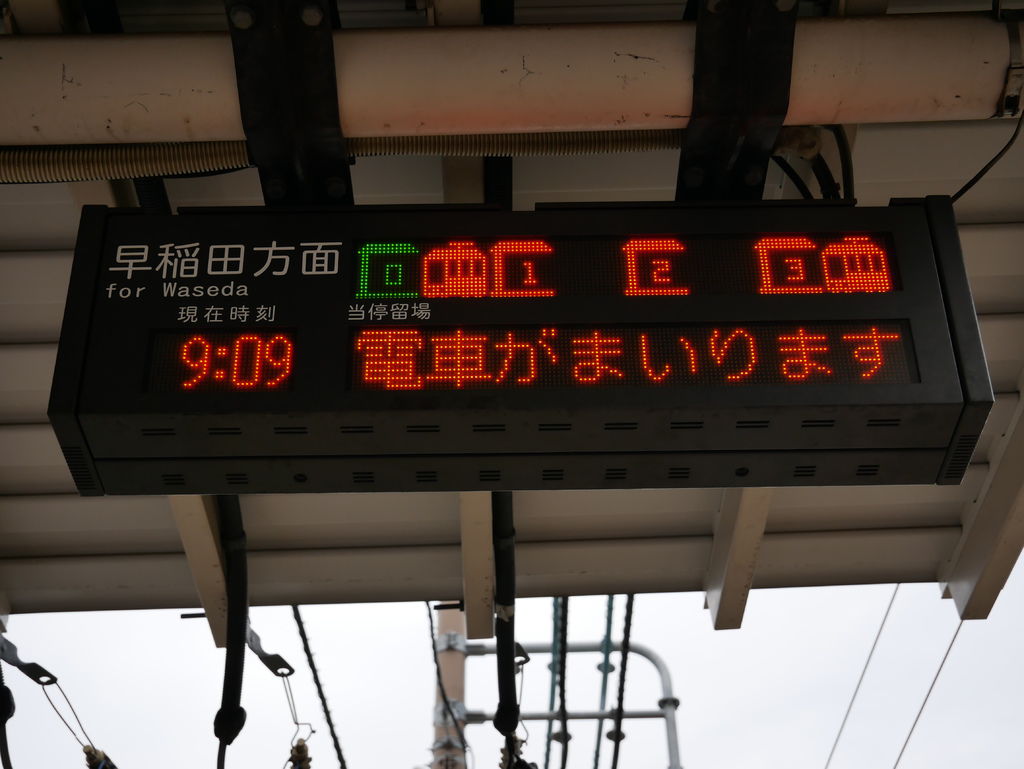 早稲田方面
for Waseda
0 1 2 3
当停留場
現在時刻
9:09
電車がまいります